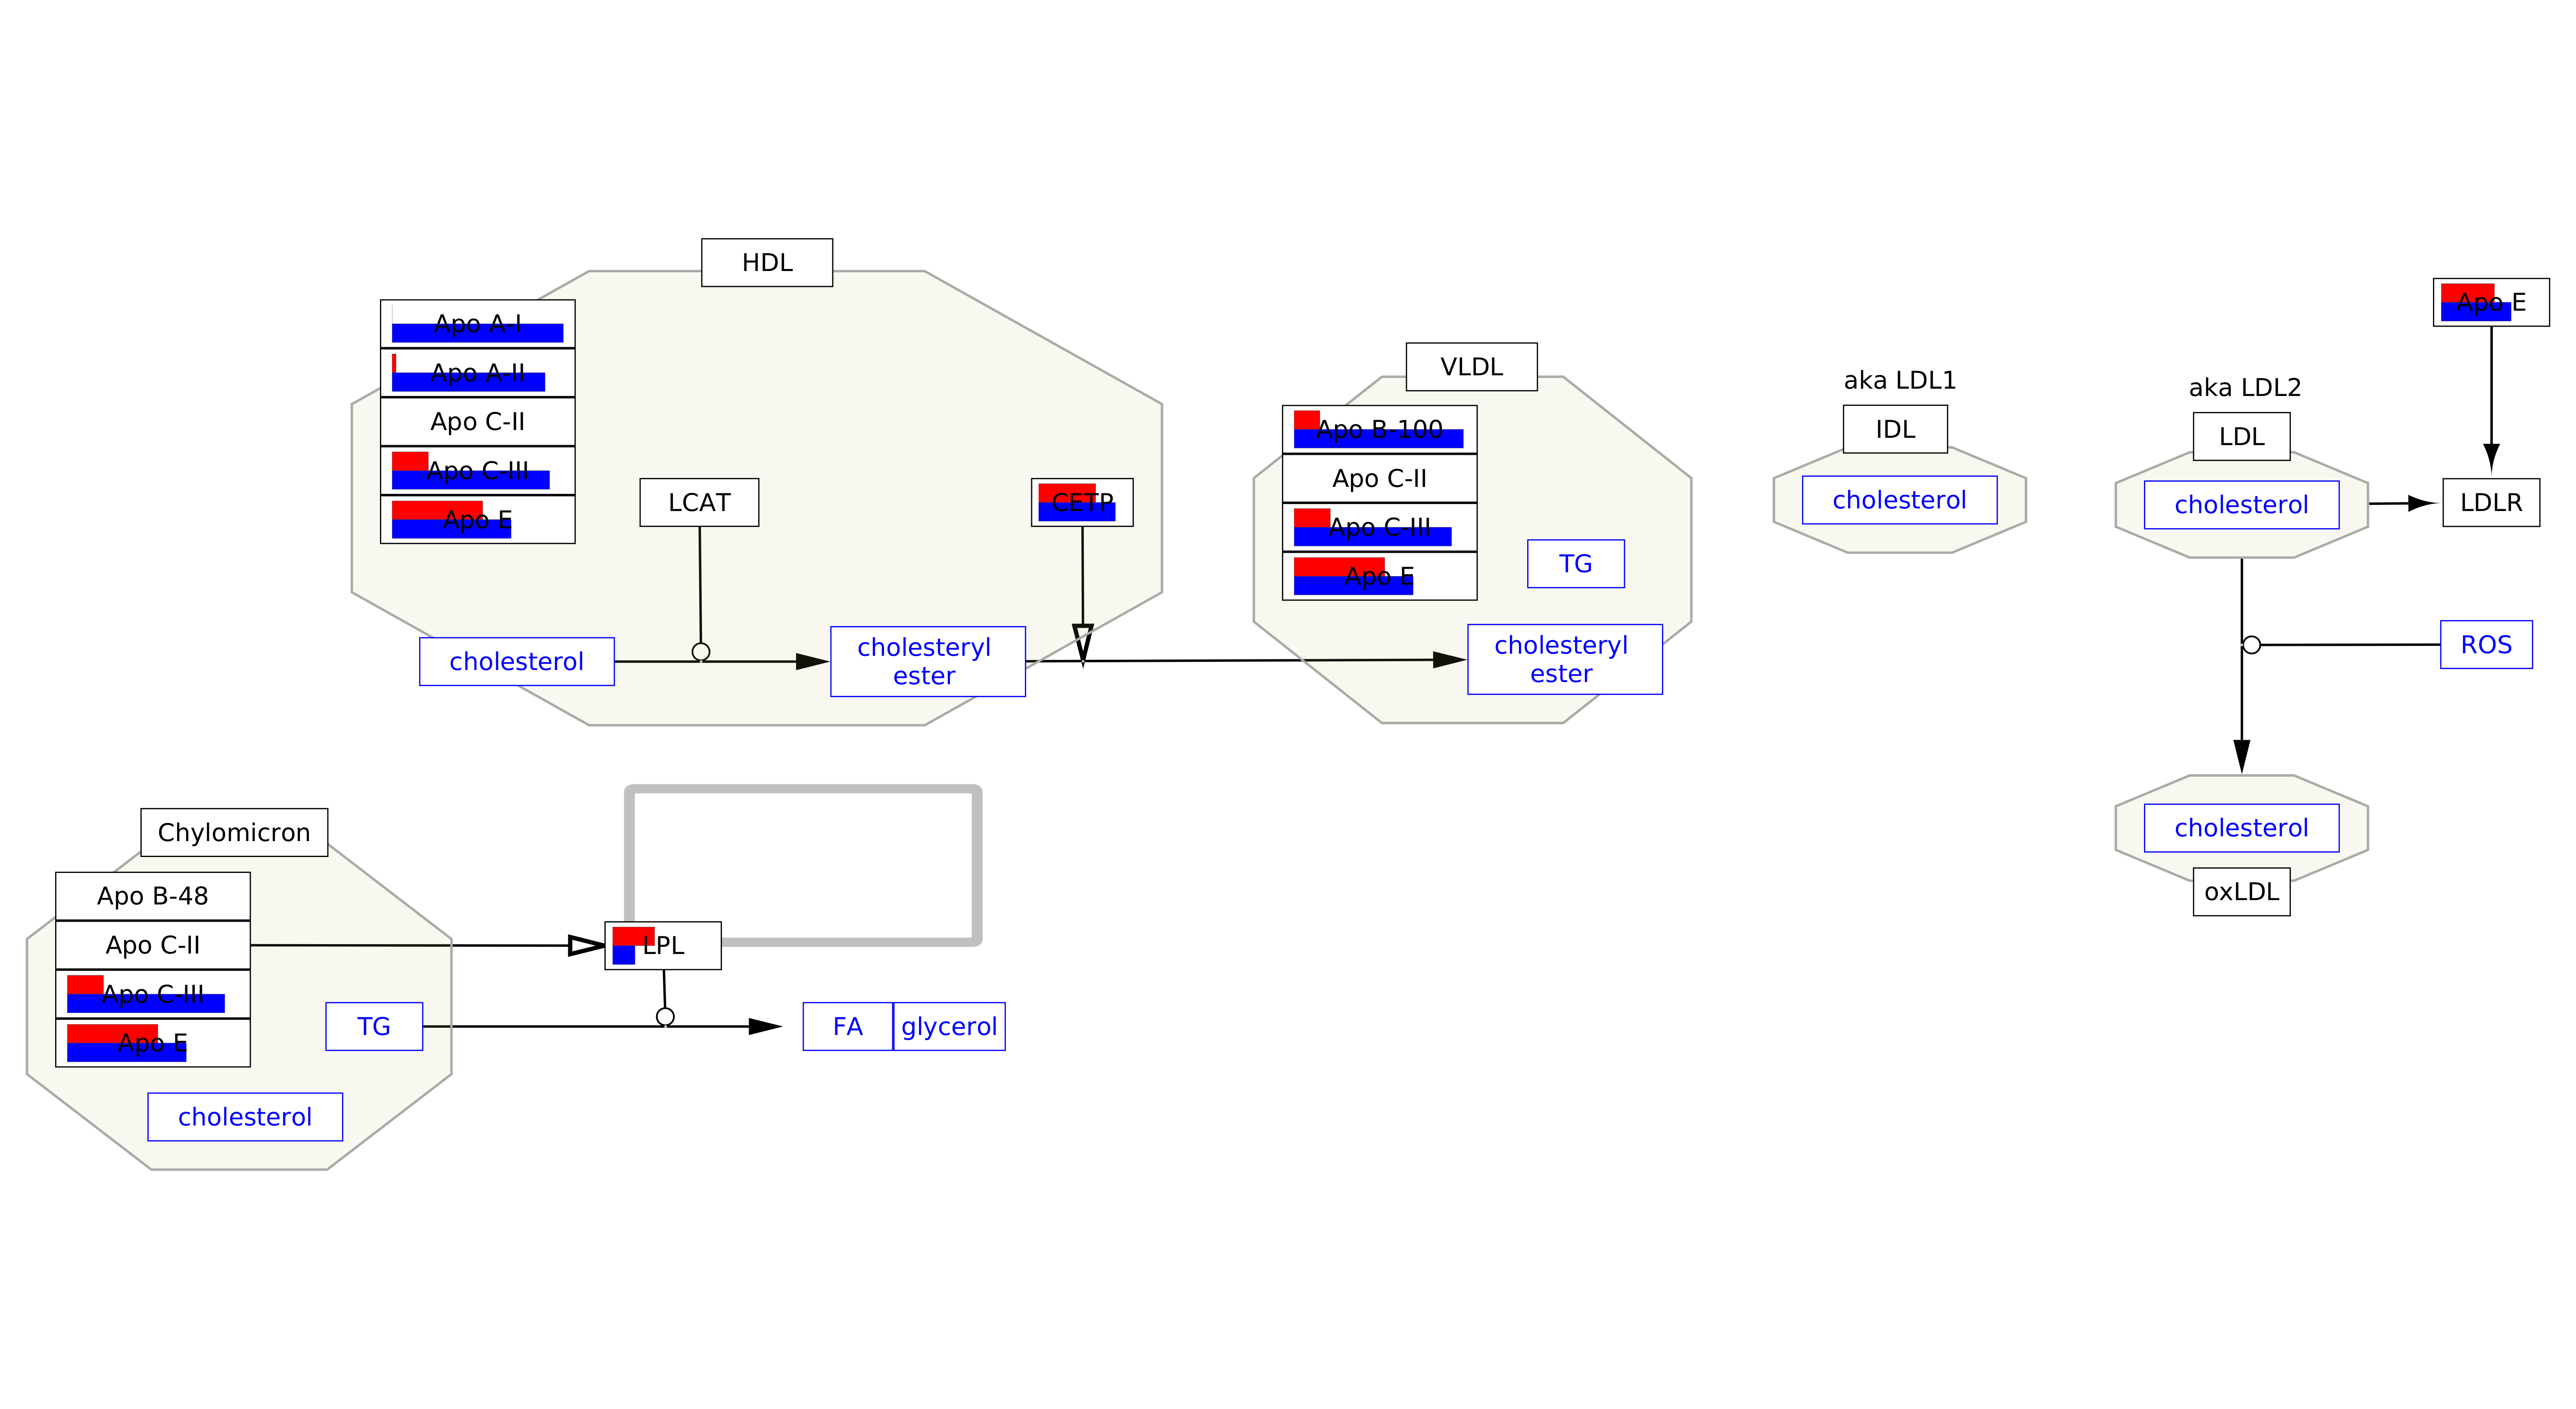 HDL
Apo A-I
Apo A-II
Apo C-II
Apo C-III
Apo E
LCAT
CETP
cholesterol
cholesteryl
ester
VLDL
Apo B-100
Apo C-II
Apo C-III
Apo E
TG
cholesteryl
ester
aka LDL1
IDL
cholesterol
aka LDL2
LDL
cholesterol
Apo E
LDLR
ROS
cholesterol
oxLDL
Chylomicron
Apo B-48
Apo C-II
Apo C-III
Apo E
TG
cholesterol
LPL
FA
glycerol